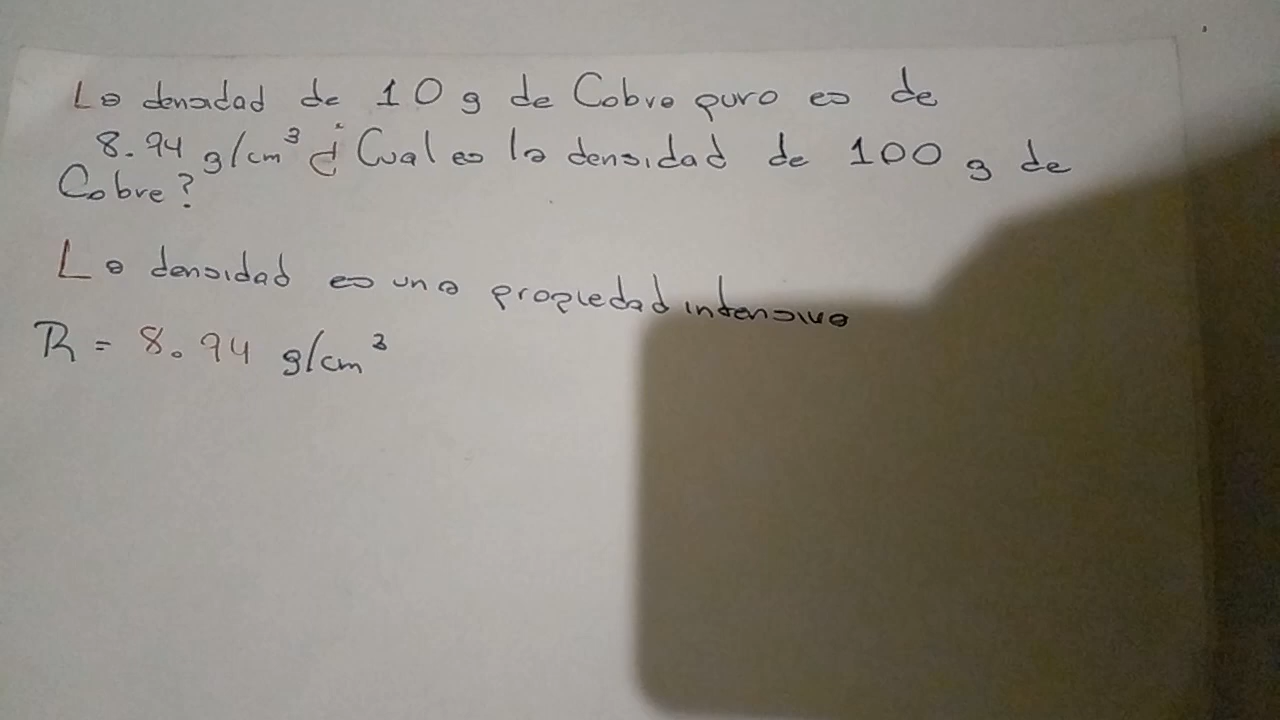 La densidad de 10 g de Cobre puro es de
8.94 g/cm³ ¿Cual es la densidad de 100 g de
Cobre?
La densidad es una propiedad intensiva
R = 8.94 g/cm³